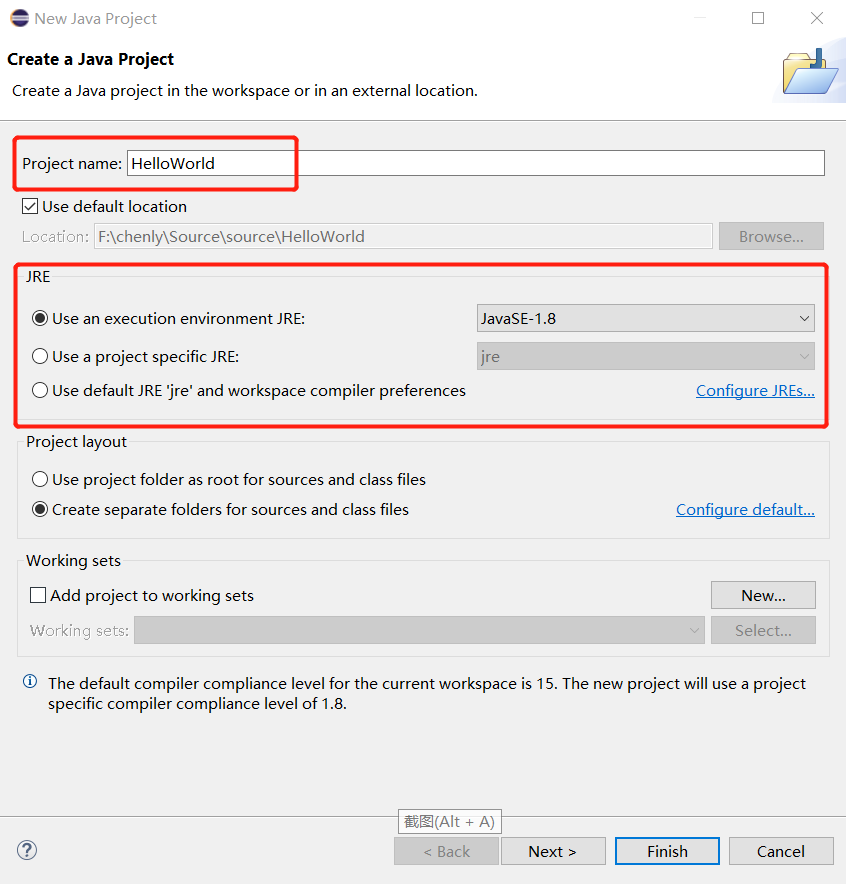 New Java Project
Create a Java Project
Create a Java project in the workspace or in an external location.
Project name: HelloWorld
Use default location
Location: F:\chenly\Source\source\HelloWorld Browse...
JRE
Use an execution environment JRE: JavaSE-1.8
Use a project specific JRE: jre
Use default JRE 'jre' and workspace compiler preferences Configure JREs...
Project layout
Use project folder as root for sources and class files
Create separate folders for sources and class files Configure default...
Working sets
Add project to working sets New...
Working sets: Select...
The default compiler compliance level for the current workspace is 15. The new project will use a project
specific compiler compliance level of 1.8.
截图(Alt + A)
< Back Next > Finish Cancel